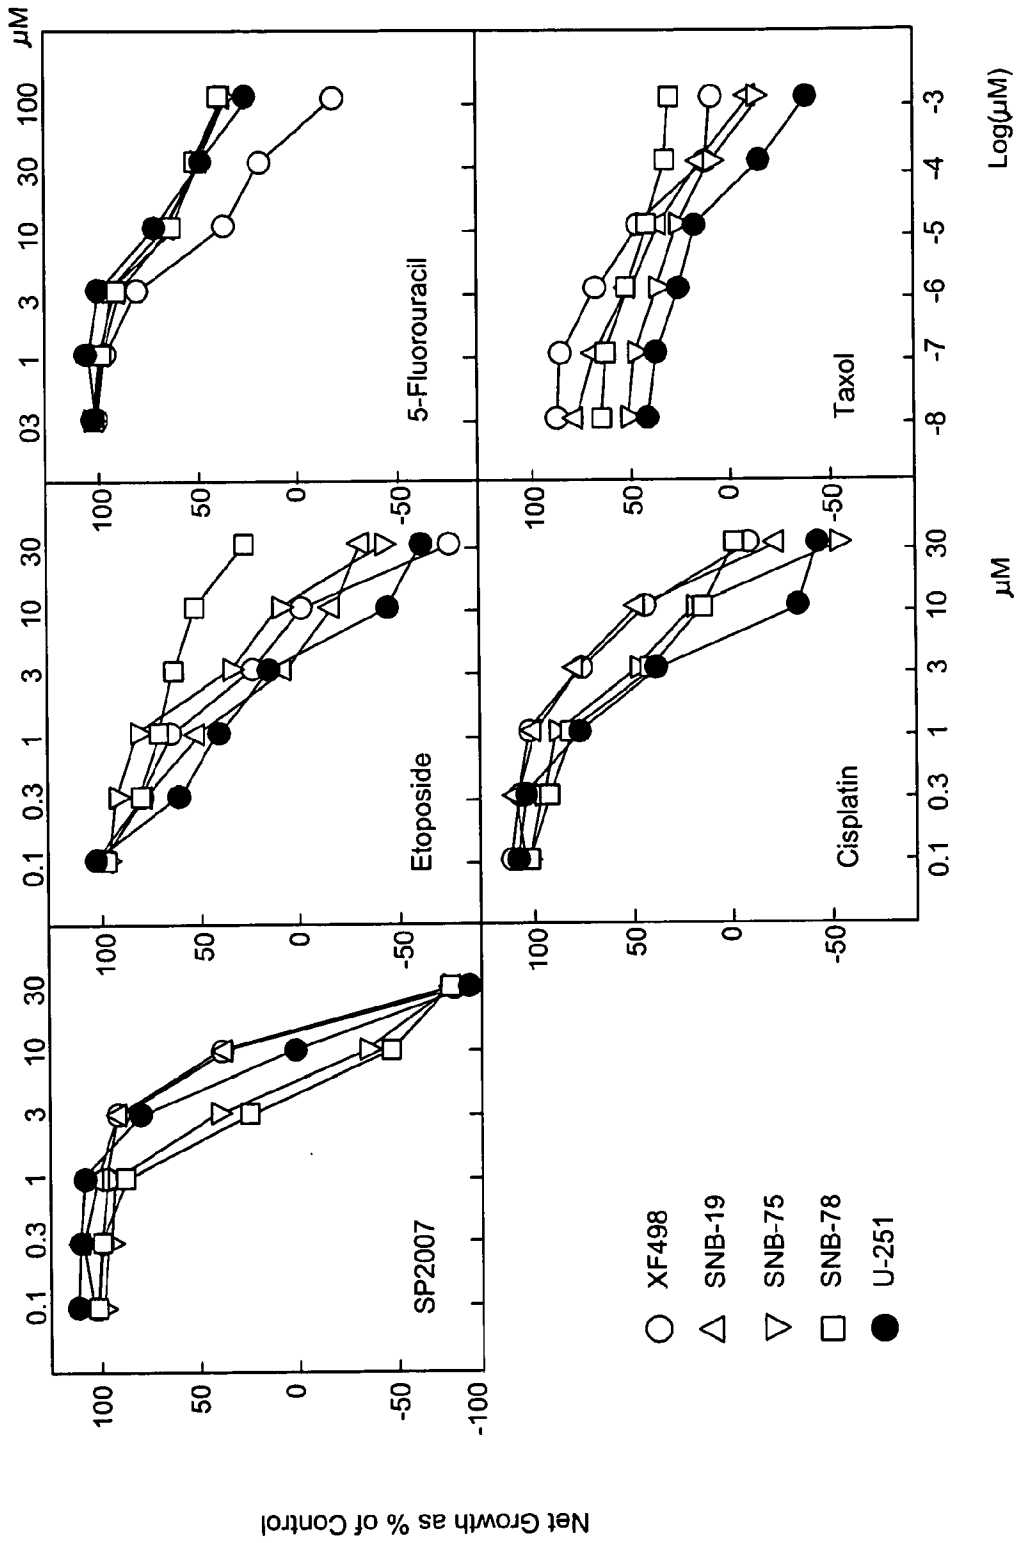 0.1 0.3 1 3 10 30 0.1 0.3 1 3 10 30 03 1 3 10 30 100 µM
100
50
0
-50
-100
SP2007
100
50
0
-50
Etoposide
100
50
0
-50
5-Fluorouracil
100
50
0
-50
Cisplatin
100
50
0
-50
Taxol
0.1 0.3 1 3 10 30
µM
-8 -7 -6 -5 -4 -3
Log(µM)
XF498
SNB-19
SNB-75
SNB-78
U-251
Net Growth as % of Control